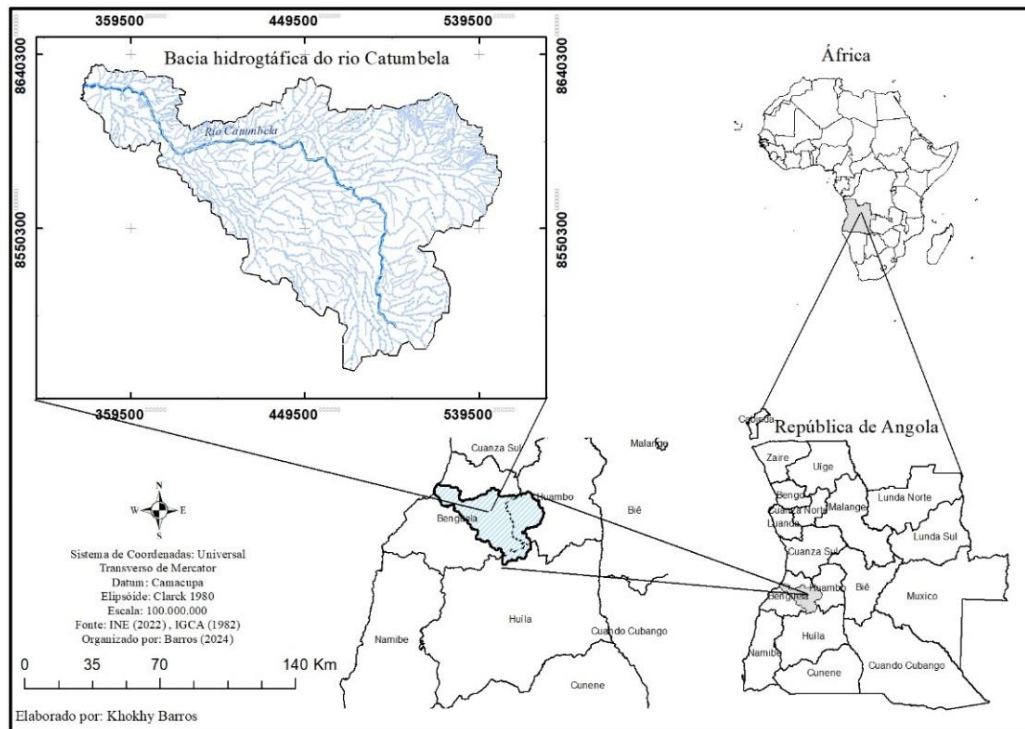 359500 449500 539500
8640300
8640300
Bacia hidrogtáfica do rio Catumbela
Rio Catumbela
8550300
8550300
359500 449500 539500
África
República de Angola
Cabinda
Zaire
Uíge
Bengo
Cuanza Norte
Luanda
Malange
Lunda Norte
Lunda Sul
Cuanza Sul
Benguela
Huambo
Biê
Muxico
Huíla
Namibe
Cunene
Cuando Cubango
Cuanza Sul
Malange
Huambo
Benguela
Biê
Huíla
Namibe
Cuando Cubango
Cunene
N
W E
S
Sistema de Coordenadas: Universal
Transverso de Mercator
Datum: Camacupa
Elipsóide: Clarck 1980
Escala: 100.000.000
Fonte: INE (2022) , IGCA (1982)
Organizado por: Barros (2024)
0 35 70 140 Km
Elaborado por: Khokhy Barros